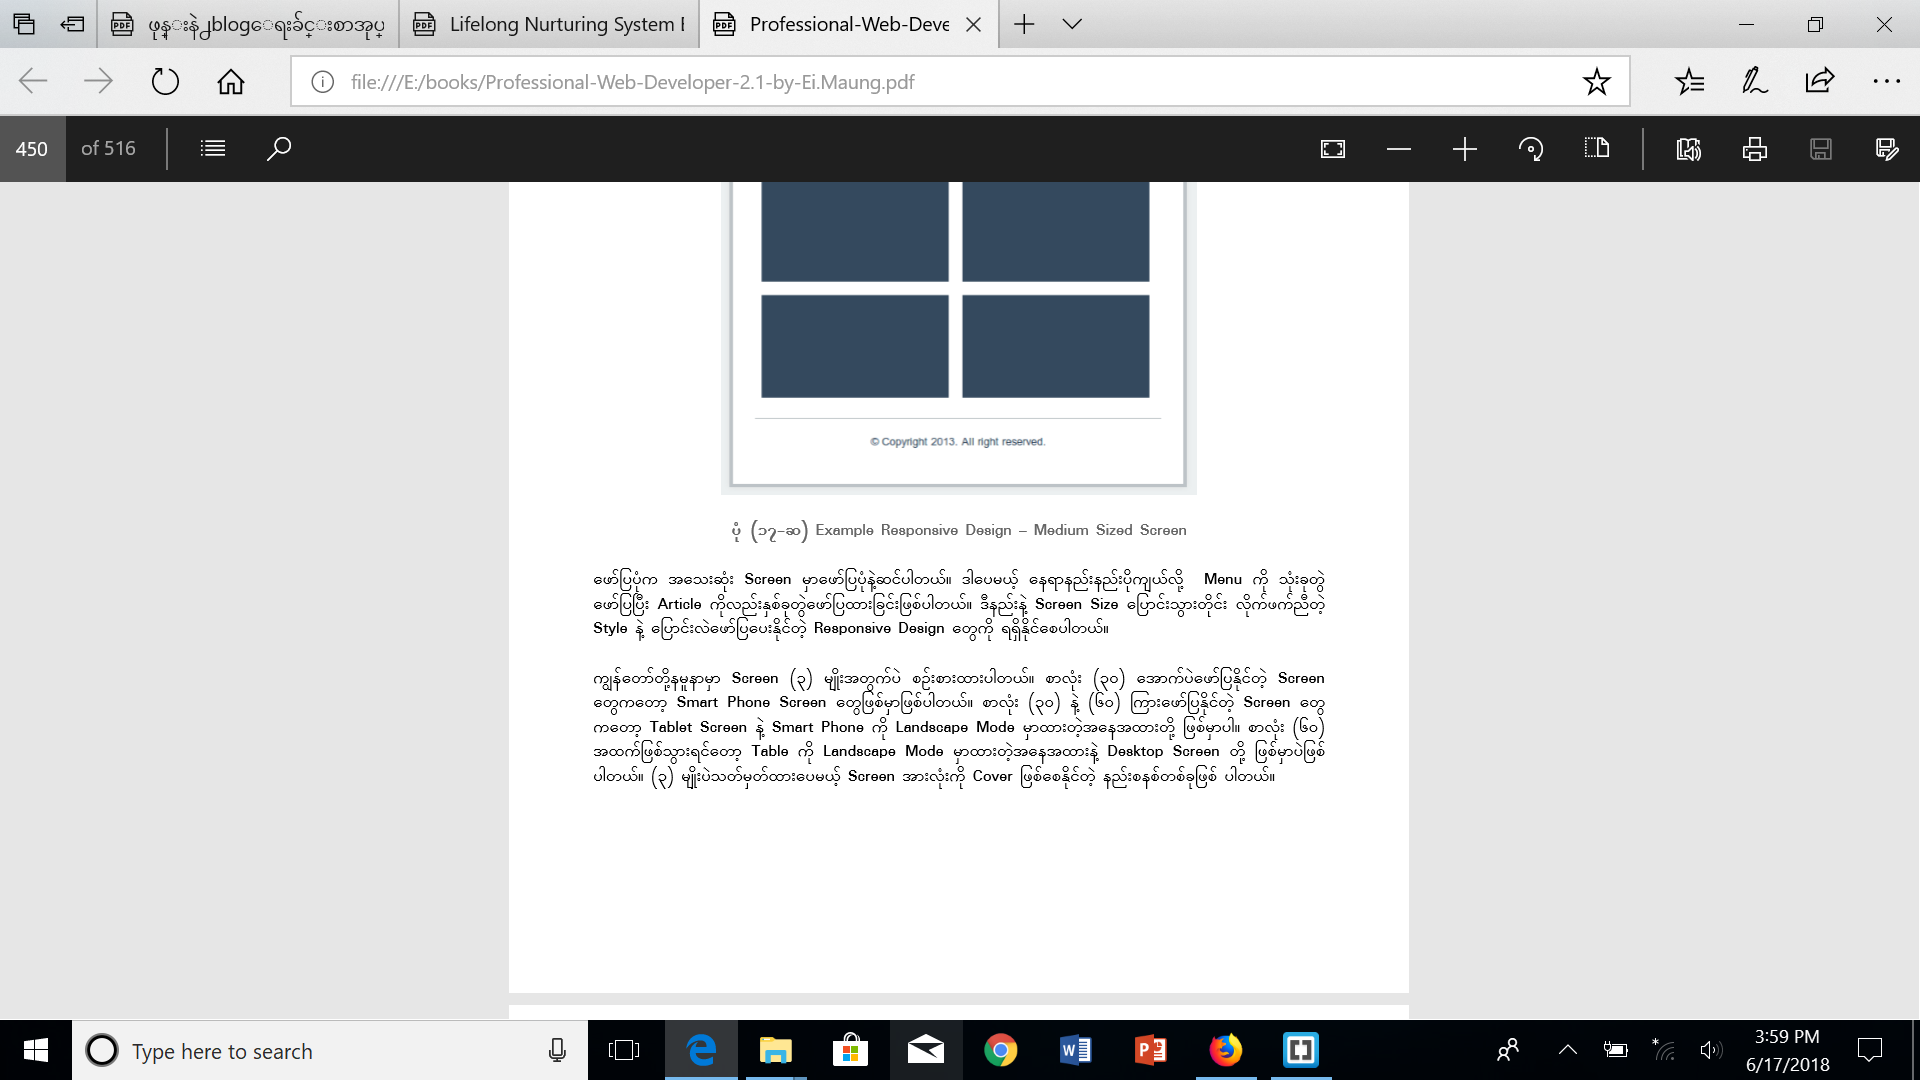 ဖုန္းနဲ႕blogေရးခ်င္းစာအုပ္
Lifelong Nurturing System
Professional-Web-Deve
file:///E:/books/Professional-Web-Developer-2.1-by-Ei.Maung.pdf
450 of 516
© Copyright 2013. All right reserved.
ပုံ (၁၇-ဆ) Example Responsive Design – Medium Sized Screen
ဖော်ပြပုံက အသေးဆုံး Screen မှာဖော်ပြပုံနဲ့ဆင်ပါတယ်။ ဒါပေမယ့် နေရာနည်းနည်းပိုကျယ်လို့ Menu ကို သုံးခုတွဲ
ဖော်ပြပြီး Article ကိုလည်းနှစ်ခုတွဲဖော်ပြထားခြင်းဖြစ်ပါတယ်။ ဒီနည်းနဲ့ Screen Size ပြောင်းသွားတိုင်း လိုက်ဖက်ညီတဲ့
Style နဲ့ ပြောင်းလဲဖော်ပြပေးနိုင်တဲ့ Responsive Design တွေကို ရရှိနိုင်စေပါတယ်။
ကျွန်တော်တို့နမူနာမှာ Screen (၃) မျိုးအတွက်ပဲ စဉ်းစားထားပါတယ်။ စာလုံး (၃၀) အောက်ပဲဖော်ပြနိုင်တဲ့ Screen
တွေကတော့ Smart Phone Screen တွေဖြစ်မှာဖြစ်ပါတယ်။ စာလုံး (၃၀) နဲ့ (၆၀) ကြားဖော်ပြနိုင်တဲ့ Screen တွေ
ကတော့ Tablet Screen နဲ့ Smart Phone ကို Landscape Mode မှာထားတဲ့အနေအထားတို့ ဖြစ်မှာပါ။ စာလုံး (၆၀)
အထက်ဖြစ်သွားရင်တော့ Table ကို Landscape Mode မှာထားတဲ့အနေအထားနဲ့ Desktop Screen တို့ ဖြစ်မှာပဲဖြစ်
ပါတယ်။ (၃) မျိုးပဲသတ်မှတ်ထားပေမယ့် Screen အားလုံးကို Cover ဖြစ်စေနိုင်တဲ့ နည်းစနစ်တစ်ခုဖြစ် ပါတယ်။
Type here to search
3:59 PM
6/17/2018